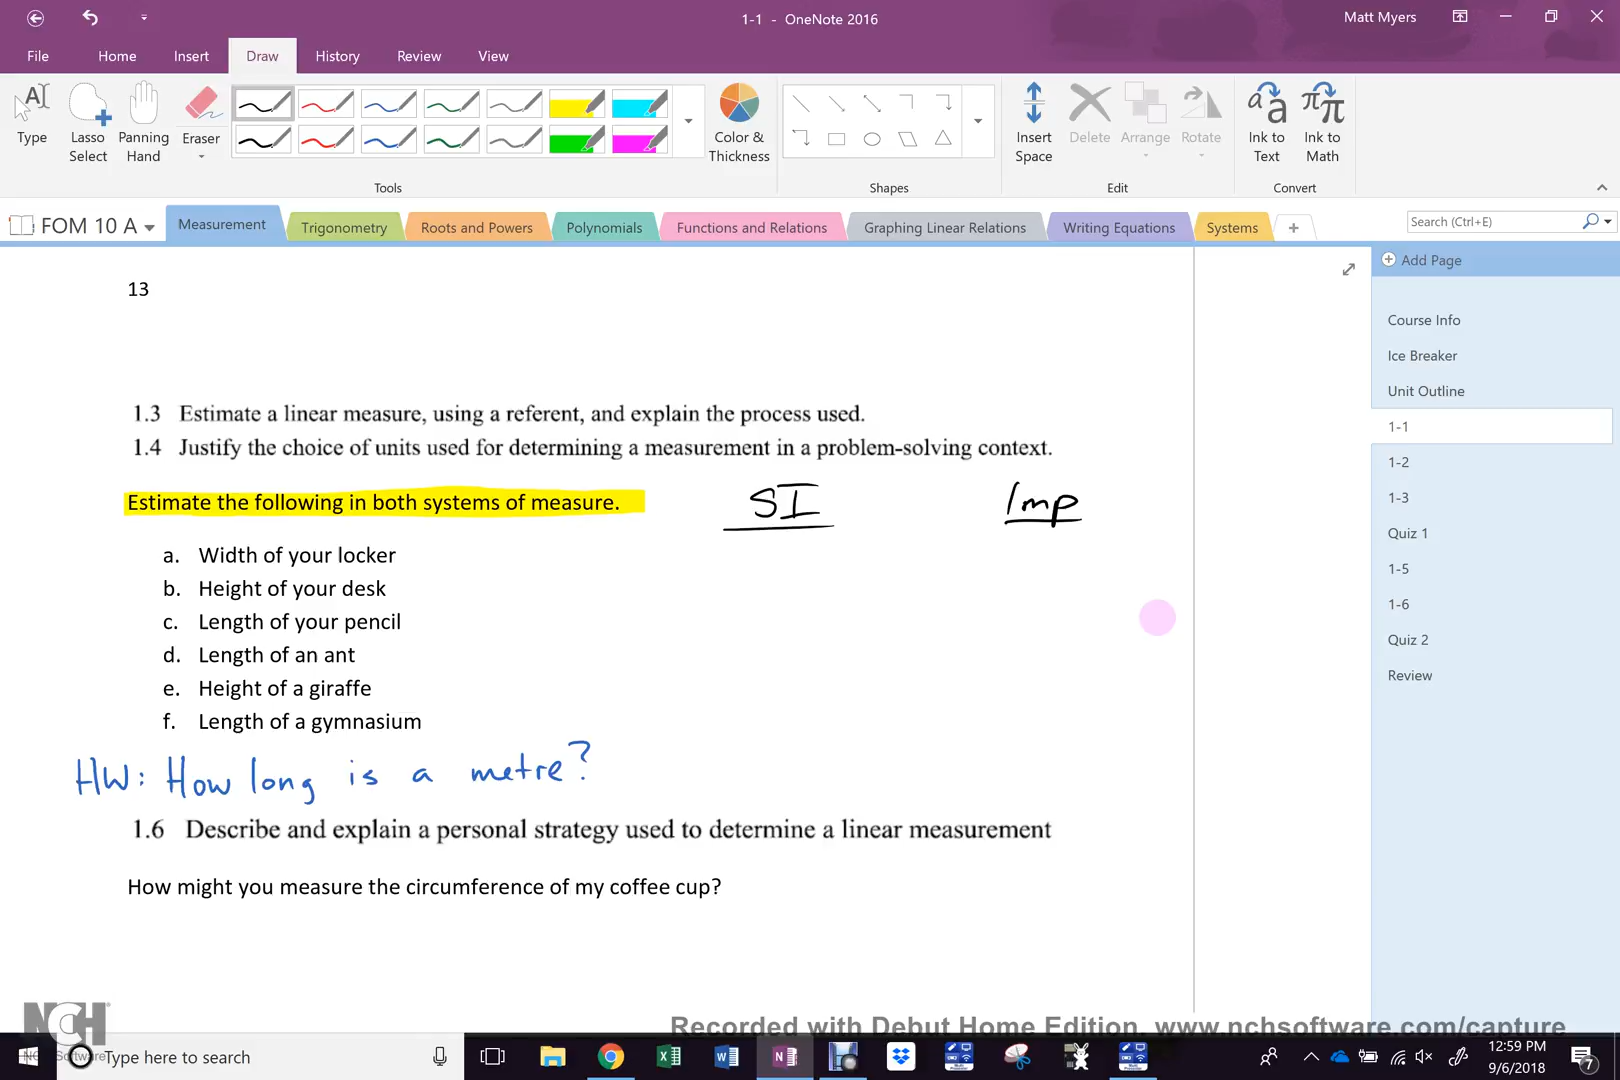 1-1 - OneNote 2016
Matt Myers
File Home Insert Draw History Review View
Type
Lasso Select
Panning Hand
Eraser
Color & Thickness
Insert Space
Delete
Arrange
Rotate
Ink to Text
Ink to Math
Tools
Shapes
Edit
Convert
FOM 10 A
Measurement
Trigonometry
Roots and Powers
Polynomials
Functions and Relations
Graphing Linear Relations
Writing Equations
Systems
Search (Ctrl+E)
13
1.3 Estimate a linear measure, using a referent, and explain the process used.
1.4 Justify the choice of units used for determining a measurement in a problem-solving context.
Estimate the following in both systems of measure. SI Imp
a. Width of your locker
b. Height of your desk
c. Length of your pencil
d. Length of an ant
e. Height of a giraffe
f. Length of a gymnasium
HW: How long is a metre?
1.6 Describe and explain a personal strategy used to determine a linear measurement
How might you measure the circumference of my coffee cup?
Add Page
Course Info
Ice Breaker
Unit Outline
1-1
1-2
1-3
Quiz 1
1-5
1-6
Quiz 2
Review
NCH
NCH Software
Recorded with Debut Home Edition. www.nchsoftware.com/capture
Type here to search
12:59 PM
9/6/2018
7